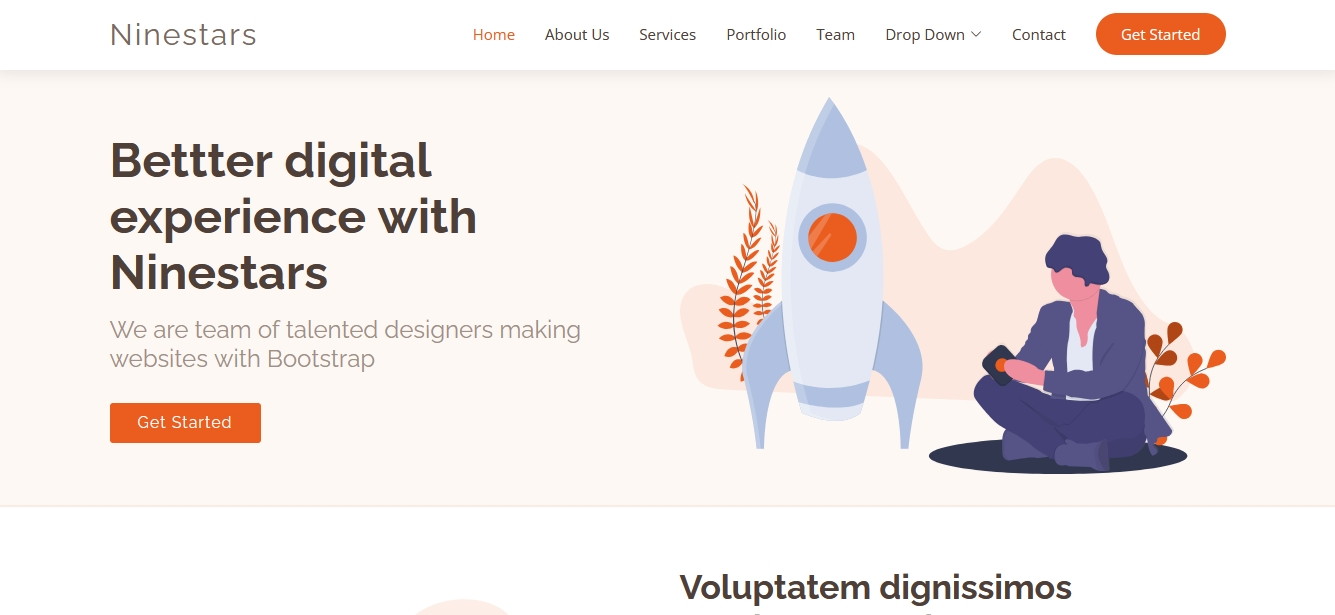 Ninestars
Home About Us Services Portfolio Team Drop Down Contact Get Started
Bettter digital
experience with
Ninestars
We are team of talented designers making
websites with Bootstrap
Get Started
Voluptatem dignissimos